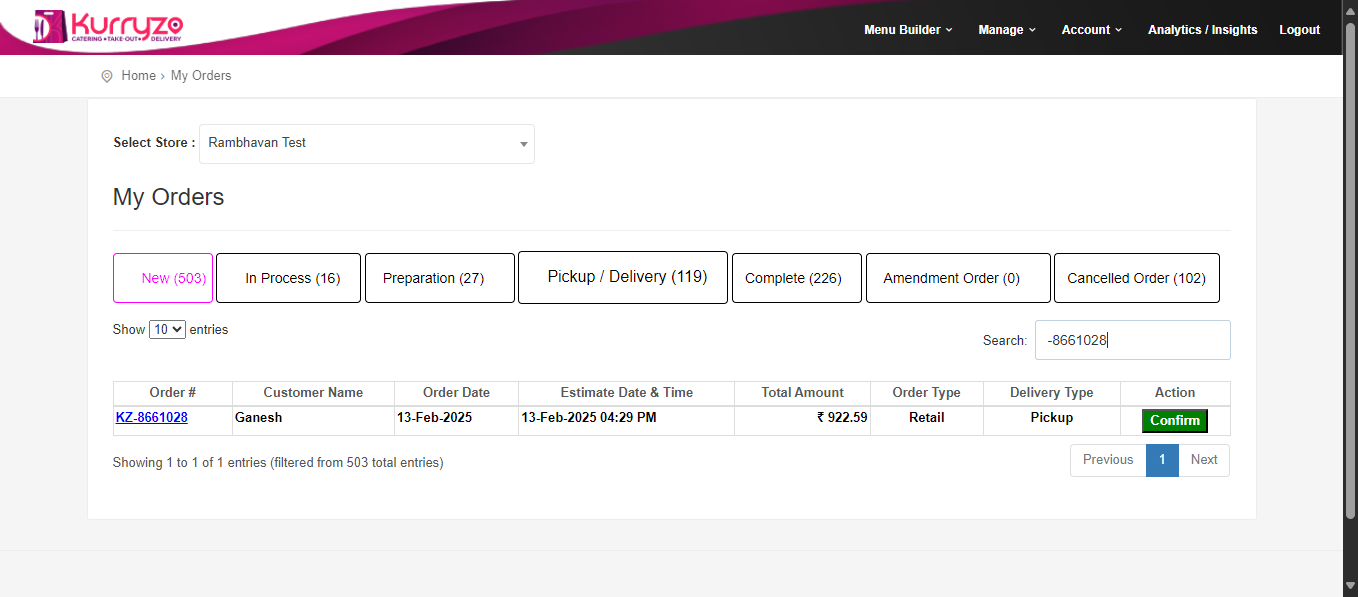 Kurryzo
CATERING • TAKE-OUT • DELIVERY
Menu Builder Manage Account Analytics / Insights Logout
Home › My Orders
Select Store : Rambhavan Test
My Orders
New (503) In Process (16) Preparation (27) Pickup / Delivery (119) Complete (226) Amendment Order (0) Cancelled Order (102)
Show 10 entries
Search: -8661028
Order # Customer Name Order Date Estimate Date & Time Total Amount Order Type Delivery Type Action
KZ-8661028 Ganesh 13-Feb-2025 13-Feb-2025 04:29 PM ₹ 922.59 Retail Pickup Confirm
Showing 1 to 1 of 1 entries (filtered from 503 total entries)
Previous 1 Next